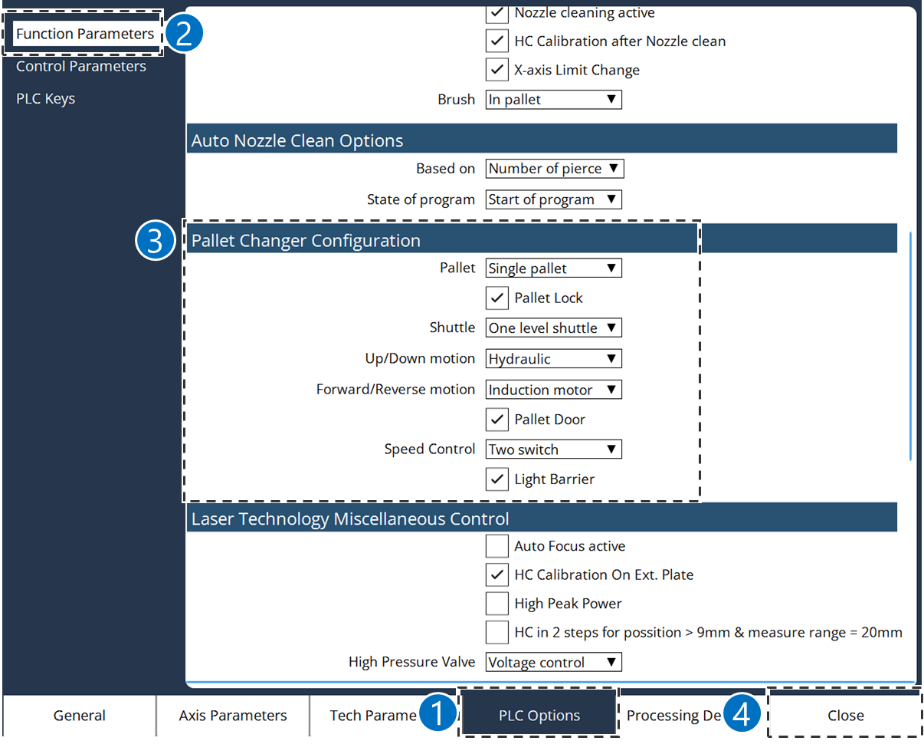 Function Parameters
2
Control Parameters
PLC Keys
Nozzle cleaning active
HC Calibration after Nozzle clean
X-axis Limit Change
Brush In pallet
Auto Nozzle Clean Options
Based on Number of pierce
State of program Start of program
3
Pallet Changer Configuration
Pallet Single pallet
Pallet Lock
Shuttle One level shuttle
Up/Down motion Hydraulic
Forward/Reverse motion Induction motor
Pallet Door
Speed Control Two switch
Light Barrier
Laser Technology Miscellaneous Control
Auto Focus active
HC Calibration On Ext. Plate
High Peak Power
HC in 2 steps for possition > 9mm & measure range = 20mm
High Pressure Valve Voltage control
General Axis Parameters Tech Parame 1 PLC Options Processing De 4 Close